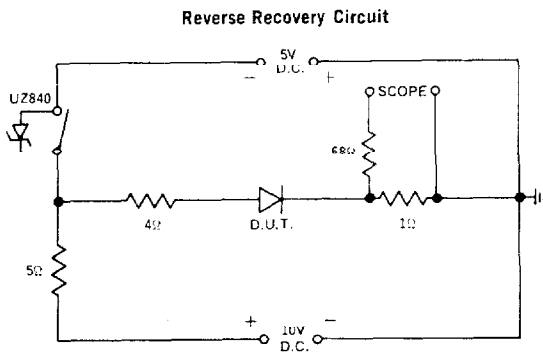 Reverse Recovery Circuit
5V
D.C.
− +
UZ840
SCOPE
68Ω
4Ω
D.U.T.
1Ω
5Ω
+ −
10V
D.C.